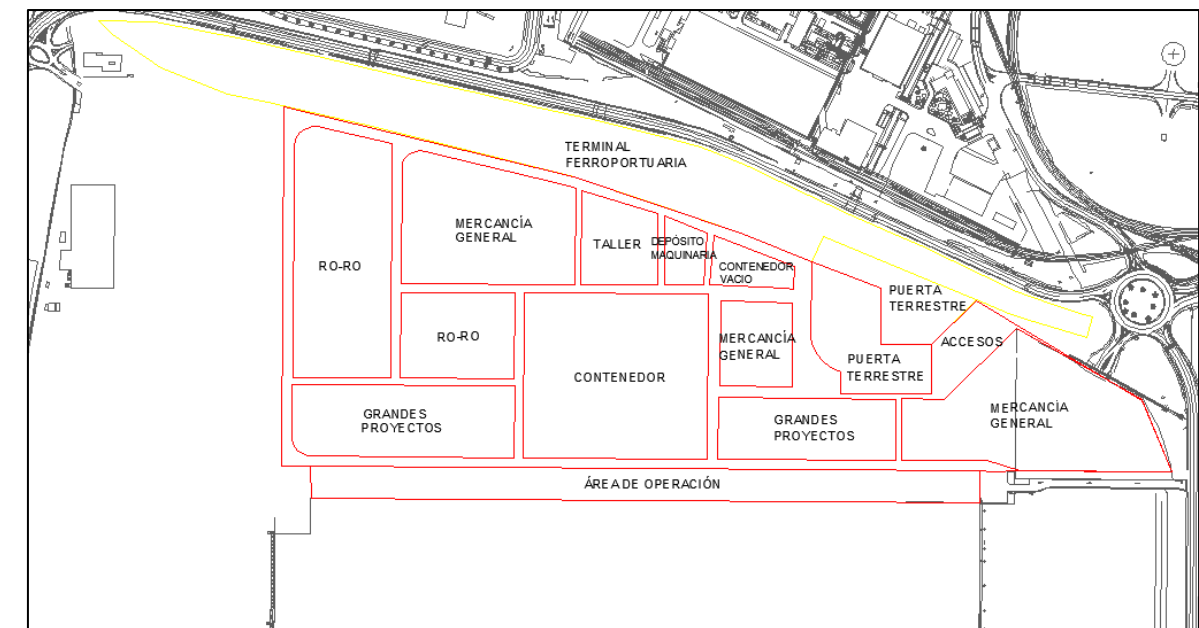 TERMINAL
FERROPORTUARIA
MERCANCÍA
GENERAL
TALLER
DEPÓSITO
MAQUINARIA
RO-RO
CONTENEDOR
VACIO
PUERTA
TERRESTRE
RO-RO
MERCANCÍA
GENERAL
ACCESOS
PUERTA
TERRESTRE
CONTENEDOR
GRANDES
PROYECTOS
GRANDES
PROYECTOS
MERCANCÍA
GENERAL
ÁREA DE OPERACIÓN